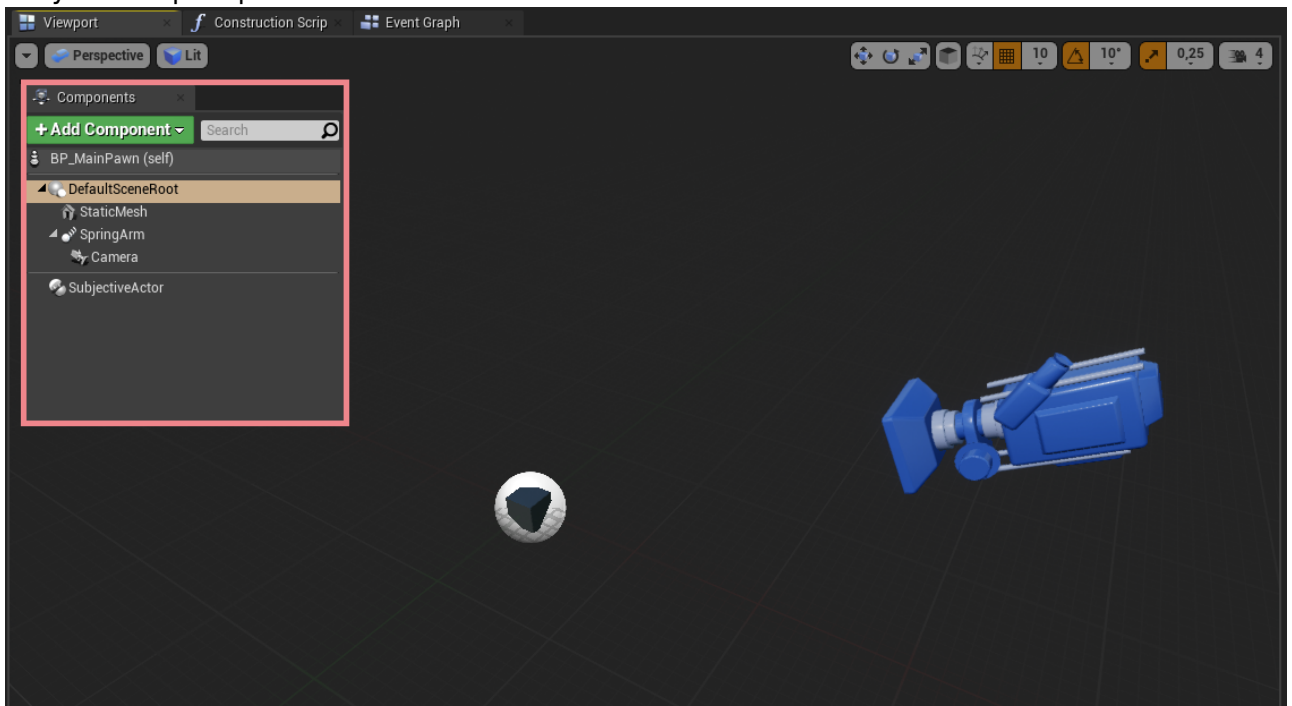 Viewport
Construction Scrip
Event Graph
Perspective
Lit
10
10°
0,25
4
Components
+ Add Component
Search
BP_MainPawn (self)
DefaultSceneRoot
StaticMesh
SpringArm
Camera
SubjectiveActor